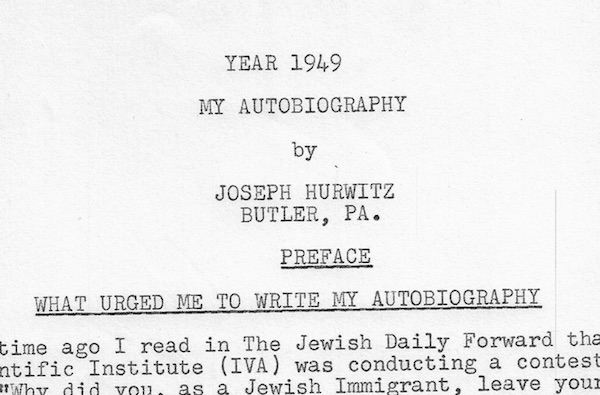 YEAR 1949
MY AUTOBIOGRAPHY
by
JOSEPH HURWITZ
BUTLER, PA.
PREFACE
WHAT URGED ME TO WRITE MY AUTOBIOGRAPHY
time ago I read in The Jewish Daily Forward tha
ntific Institute (IVA) was conducting a contest
"Why did you, as a Jewish Immigrant, leave your